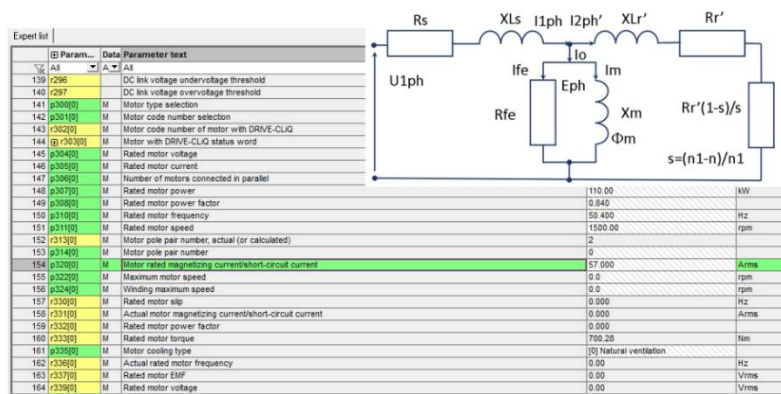 Expert list
Param... Data Parameter text
All A All
139 r296 DC link voltage undervoltage threshold
140 r297 DC link voltage overvoltage threshold
141 p300[0] M Motor type selection
142 p301[0] M Motor code number selection
143 r302[0] M Motor code number of motor with DRIVE-CLiQ
144 r303[0] M Motor with DRIVE-CLiQ status word
145 p304[0] M Rated motor voltage
146 p305[0] M Rated motor current
147 p306[0] M Number of motors connected in parallel
148 p307[0] M Rated motor power 110.00 kW
149 p308[0] M Rated motor power factor 0.840
150 p310[0] M Rated motor frequency 50.400 Hz
151 p311[0] M Rated motor speed 1500.00 rpm
152 r313[0] M Motor pole pair number, actual (or calculated) 2
153 p314[0] M Motor pole pair number 0
154 p320[0] M Motor rated magnetizing current/short-circuit current 57.000 Arms
155 p322[0] M Maximum motor speed 0.0 rpm
156 p324[0] M Winding maximum speed 0.0 rpm
157 r330[0] M Rated motor slip 0.000 Hz
158 r331[0] M Actual motor magnetizing current/short-circuit current 0.000 Arms
159 r332[0] M Rated motor power factor 0.000
160 r333[0] M Rated motor torque 700.28 Nm
161 p335[0] M Motor cooling type [0] Natural ventilation
162 r336[0] M Actual rated motor frequency 0.00 Hz
163 r337[0] M Rated motor EMF 0.00 Vrms
164 r339[0] M Rated motor voltage 0.00 Vrms
Rs XLs I1ph I2ph' XLr' Rr'
Io
U1ph Ife Eph Im
Rfe Xm Rr'(1-s)/s
Φm
s=(n1-n)/n1